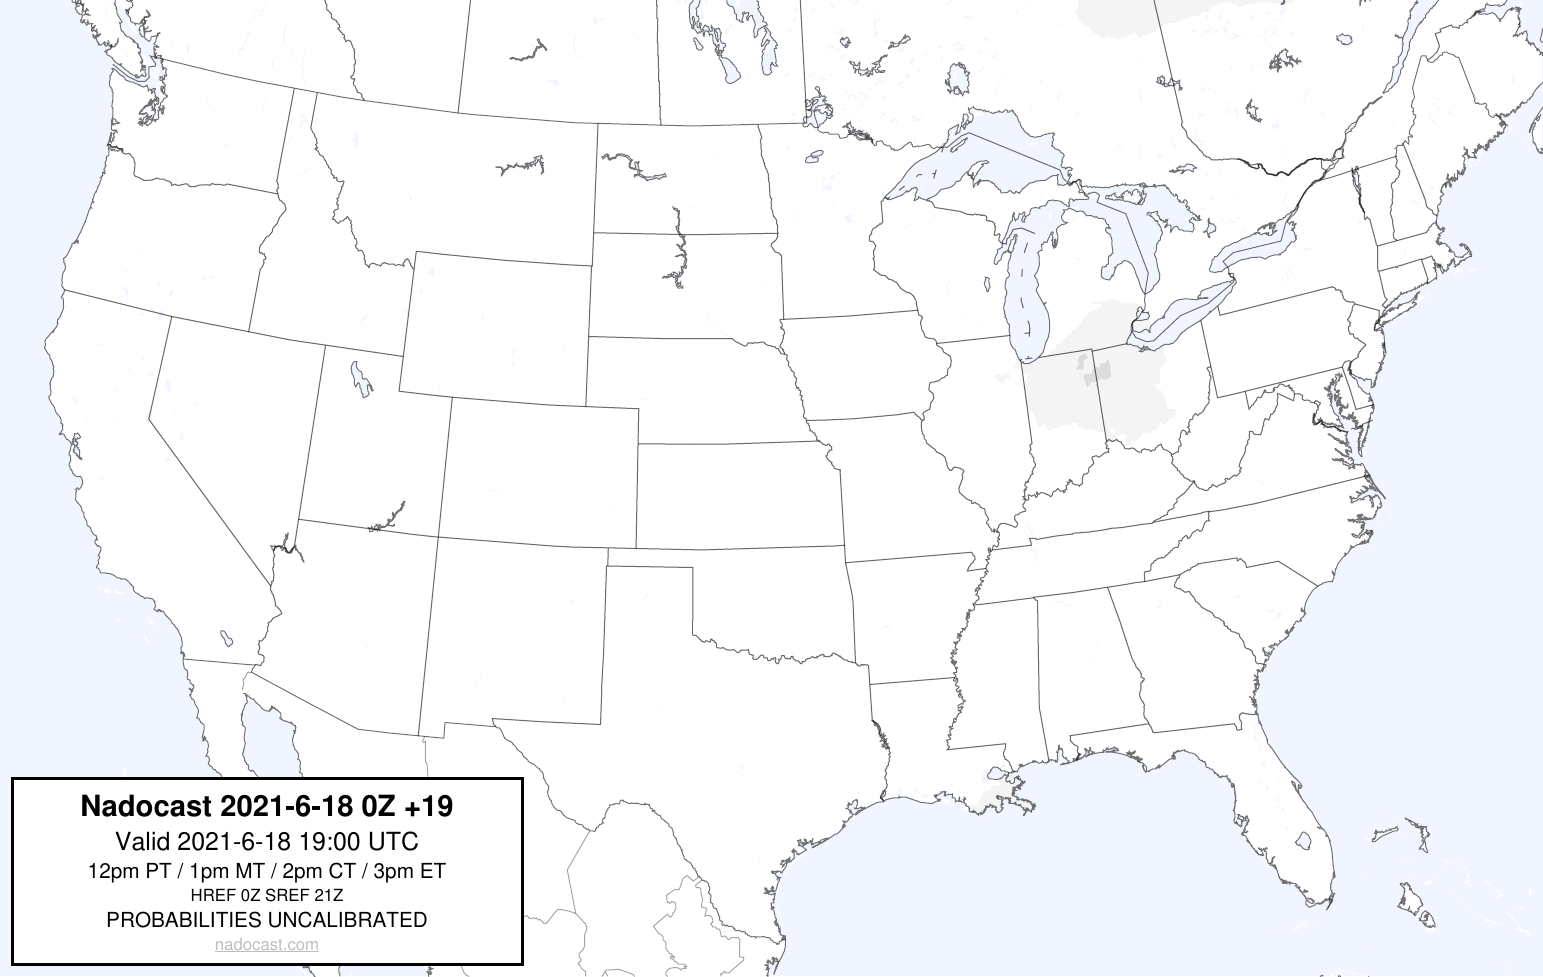 Nadocast 2021-6-18 0Z +19
Valid 2021-6-18 19:00 UTC
12pm PT / 1pm MT / 2pm CT / 3pm ET
HREF 0Z SREF 21Z
PROBABILITIES UNCALIBRATED
nadocast.com